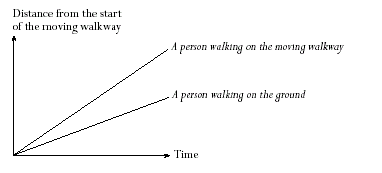 Distance from the start
of the moving walkway
A person walking on the moving walkway
A person walking on the ground
Time